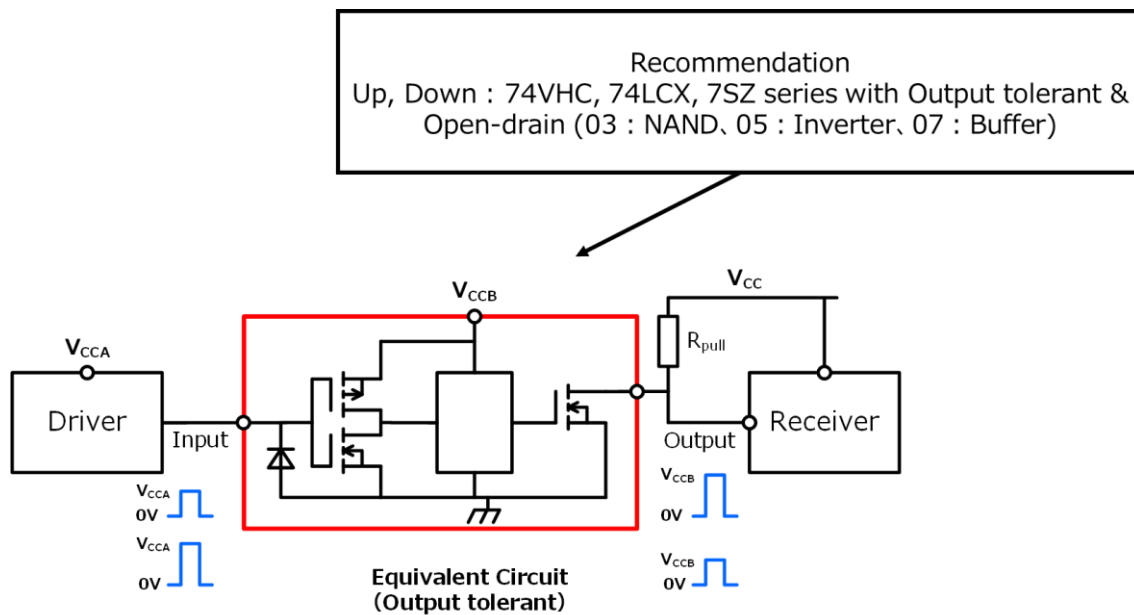 Recommendation
Up, Down : 74VHC, 74LCX, 7SZ series with Output tolerant &
Open-drain (03 : NAND、05 : Inverter、07 : Buffer)
VCCB
VCC
VCCA
Rpull
Driver
Receiver
Input
Output
VCCA
0V
VCCA
0V
VCCB
0V
VCCB
0V
Equivalent Circuit
(Output tolerant)